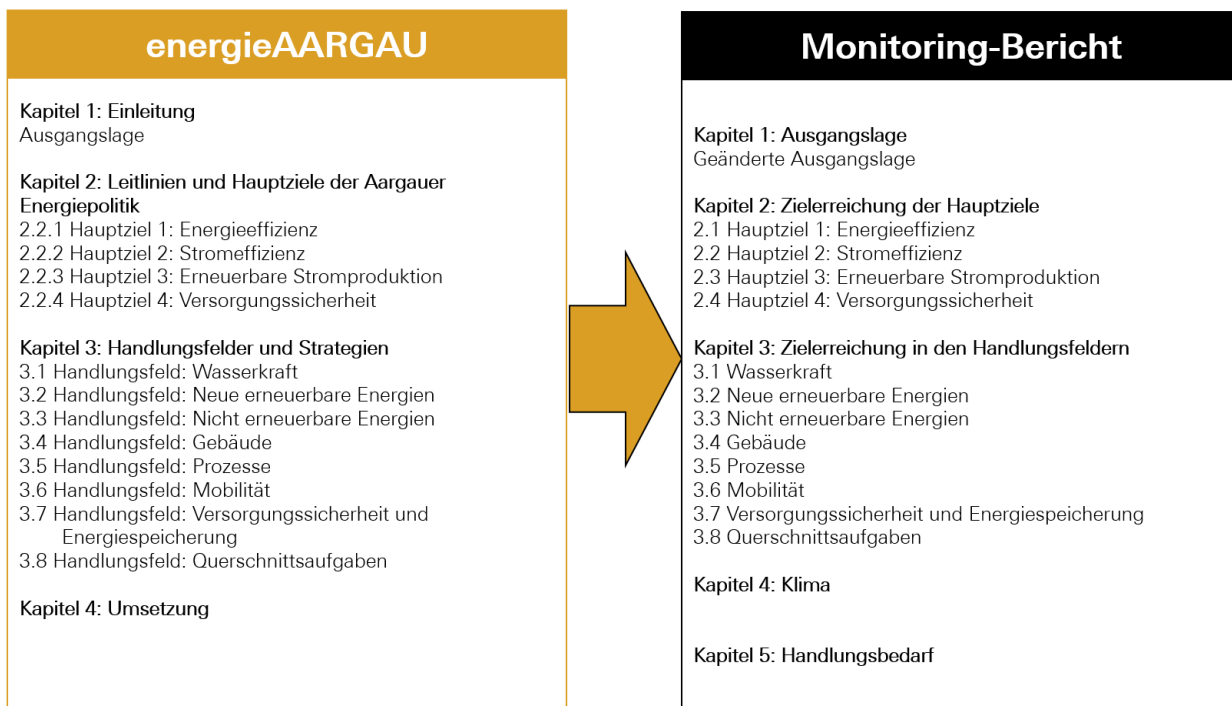 energieAARGAU
Kapitel 1: Einleitung
Ausgangslage
Kapitel 2: Leitlinien und Hauptziele der Aargauer
Energiepolitik
2.2.1 Hauptziel 1: Energieeffizienz
2.2.2 Hauptziel 2: Stromeffizienz
2.2.3 Hauptziel 3: Erneuerbare Stromproduktion
2.2.4 Hauptziel 4: Versorgungssicherheit
Kapitel 3: Handlungsfelder und Strategien
3.1 Handlungsfeld: Wasserkraft
3.2 Handlungsfeld: Neue erneuerbare Energien
3.3 Handlungsfeld: Nicht erneuerbare Energien
3.4 Handlungsfeld: Gebäude
3.5 Handlungsfeld: Prozesse
3.6 Handlungsfeld: Mobilität
3.7 Handlungsfeld: Versorgungssicherheit und
Energiespeicherung
3.8 Handlungsfeld: Querschnittsaufgaben
Kapitel 4: Umsetzung
Monitoring-Bericht
Kapitel 1: Ausgangslage
Geänderte Ausgangslage
Kapitel 2: Zielerreichung der Hauptziele
2.1 Hauptziel 1: Energieeffizienz
2.2 Hauptziel 2: Stromeffizienz
2.3 Hauptziel 3: Erneuerbare Stromproduktion
2.4 Hauptziel 4: Versorgungssicherheit
Kapitel 3: Zielerreichung in den Handlungsfeldern
3.1 Wasserkraft
3.2 Neue erneuerbare Energien
3.3 Nicht erneuerbare Energien
3.4 Gebäude
3.5 Prozesse
3.6 Mobilität
3.7 Versorgungssicherheit und Energiespeicherung
3.8 Querschnittsaufgaben
Kapitel 4: Klima
Kapitel 5: Handlungsbedarf